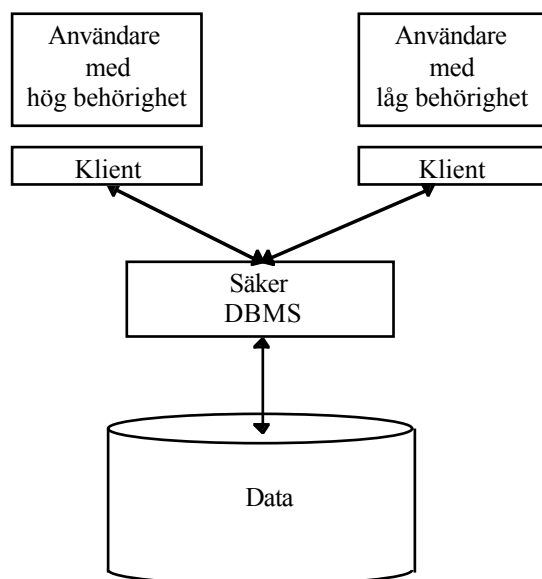 Användare
med
hög behörighet
Användare
med
låg behörighet
Klient
Klient
Säker
DBMS
Data